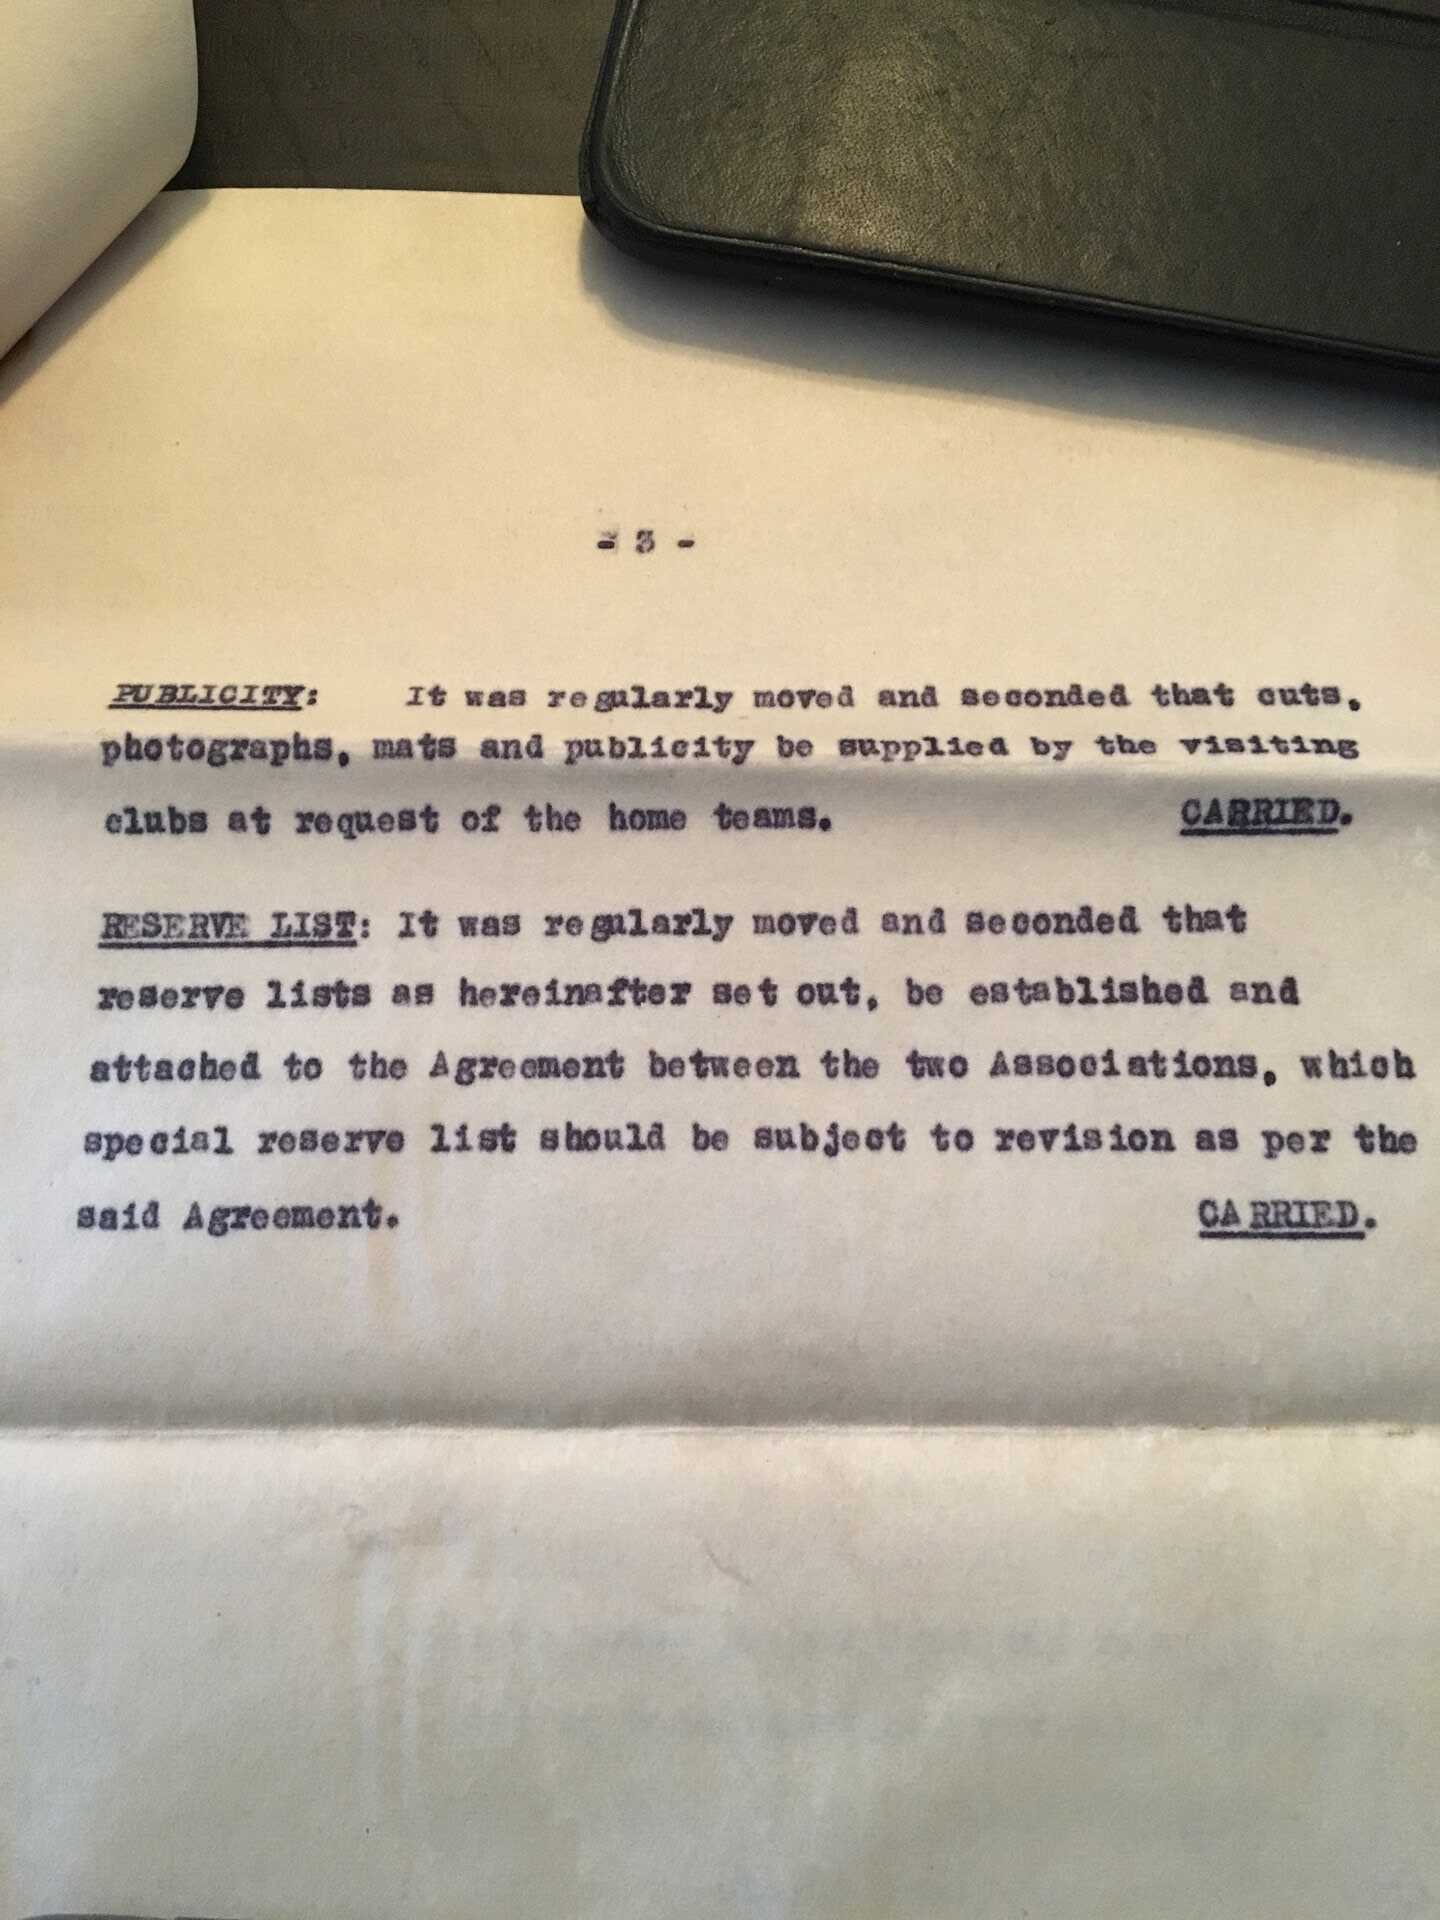 - 3 -
PUBLICITY: It was regularly moved and seconded that cuts,
photographs, mats and publicity be supplied by the visiting
clubs at request of the home teams. CARRIED.
RESERVE LIST: It was regularly moved and seconded that
reserve lists as hereinafter set out, be established and
attached to the Agreement between the two Associations, which
special reserve list should be subject to revision as per the
said Agreement. CARRIED.